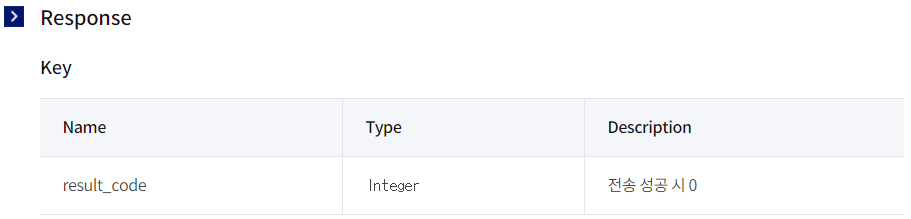 Response
Key
Name Type Description
result_code Integer 전송 성공 시 0